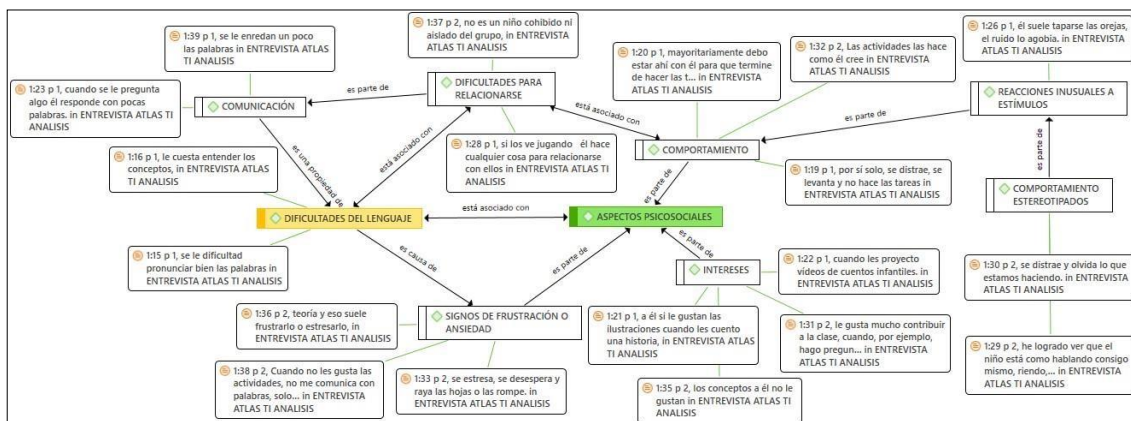 1:39 p 1, se le enredan un poco
las palabras in ENTREVISTA ATLAS
TI ANALISIS
1:37 p 2, no es un niño cohibido ni
aislado del grupo, in ENTREVISTA
ATLAS TI ANALISIS
1:20 p 1, mayoritariamente debo
estar ahí con él para que termine
de hacer las t... in ENTREVISTA
ATLAS TI ANALISIS
1:32 p 2, Las actividades las hace
como él cree in ENTREVISTA
ATLAS TI ANALISIS
1:26 p 1, él suele taparse las orejas,
el ruido lo agobia. in ENTREVISTA
ATLAS TI ANALISIS
1:23 p 1, cuando se le pregunta
algo él responde con pocas
palabras. in ENTREVISTA ATLAS TI
ANALISIS
COMUNICACIÓN
es parte de
DIFICULTADES PARA
RELACIONARSE
está asociado con
COMPORTAMIENTO
es parte de
REACCIONES INUSUALES A
ESTÍMULOS
1:16 p 1, le cuesta entender los
conceptos, in ENTREVISTA ATLAS
TI ANALISIS
es una propiedad de
está asociado con
1:28 p 1, si los ve jugando él hace
cualquier cosa para relacionarse
con ellos in ENTREVISTA ATLAS TI
ANALISIS
es parte de
1:19 p 1, por sí solo, se distrae, se
levanta y no hace las tareas in
ENTREVISTA ATLAS TI ANALISIS
es parte de
COMPORTAMIENTO
ESTEREOTIPADOS
DIFICULTADES DEL LENGUAJE
está asociado con
ASPECTOS PSICOSOCIALES
1:15 p 1, se le dificultad
pronunciar bien las palabras in
ENTREVISTA ATLAS TI ANALISIS
es causa de
es parte de
es parte de
INTERESES
1:22 p 1, cuando les proyecto
videos de cuentos infantiles. in
ENTREVISTA ATLAS TI ANALISIS
1:30 p 2, se distrae y olvida lo que
estamos haciendo. in ENTREVISTA
ATLAS TI ANALISIS
1:36 p 2, teoría y eso suele
frustrarlo o estresarlo, in
ENTREVISTA ATLAS TI ANALISIS
SIGNOS DE FRUSTRACIÓN O
ANSIEDAD
1:21 p 1, a él si le gustan las
ilustraciones cuando les cuento
una historia, in ENTREVISTA ATLAS
TI ANALISIS
1:31 p 2, le gusta mucho contribuir
a la clase, cuando, por ejemplo,
hago pregun... in ENTREVISTA
ATLAS TI ANALISIS
1:29 p 2, he logrado ver que el
niño está como hablando consigo
mismo, riendo,... in ENTREVISTA
ATLAS TI ANALISIS
1:38 p 2, Cuando no les gusta las
actividades, no me comunica con
palabras, solo... in ENTREVISTA
ATLAS TI ANALISIS
1:33 p 2, se estresa, se desespera y
raya las hojas o las rompe. in
ENTREVISTA ATLAS TI ANALISIS
1:35 p 2, los conceptos a él no le
gustan in ENTREVISTA ATLAS TI
ANALISIS